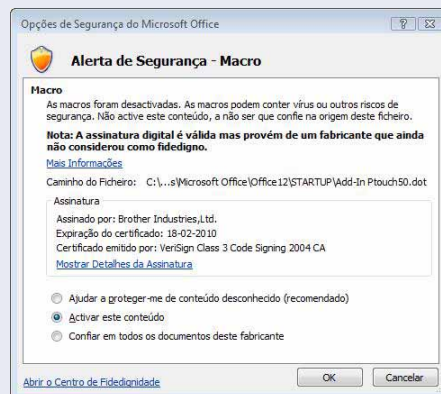 Opções de Segurança do Microsoft Office
Alerta de Segurança - Macro
Macro
As macros foram desactivadas. As macros podem conter vírus ou outros riscos de
segurança. Não active este conteúdo, a não ser que confie na origem deste ficheiro.
Nota: A assinatura digital é válida mas provém de um fabricante que ainda
não considerou como fidedigno.
Mais Informações
Caminho do Ficheiro: C:\...s\Microsoft Office\Office12\STARTUP\Add-In Ptouch50.dot
Assinatura
Assinado por: Brother Industries,Ltd.
Expiração do certificado: 18-02-2010
Certificado emitido por: VeriSign Class 3 Code Signing 2004 CA
Mostrar Detalhes da Assinatura
Ajudar a proteger-me de conteúdo desconhecido (recomendado)
Activar este conteúdo
Confiar em todos os documentos deste fabricante
Abrir o Centro de Fidedignidade
OK
Cancelar